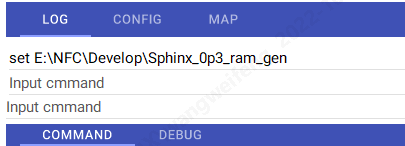 LOG CONFIG MAP
set E:\NFC\Develop\Sphinx_0p3_ram_gen
Input cmmand
Input cmmand
COMMAND DEBUG